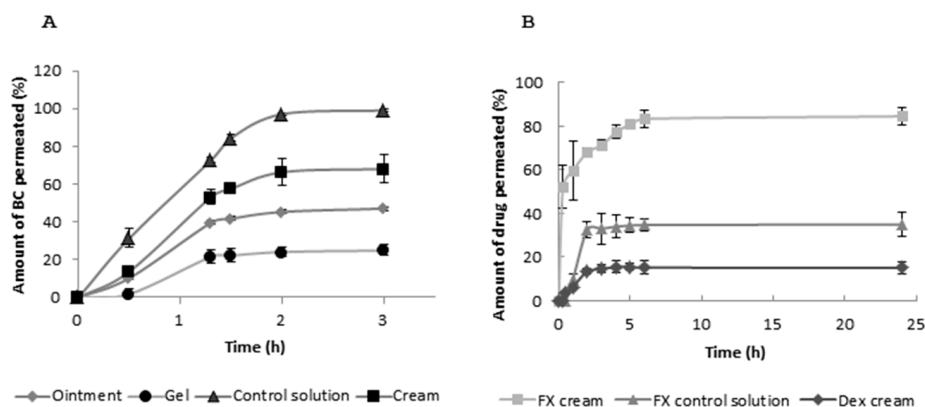 A
Amount of BC permeated (%)
120
100
80
60
40
20
0
0 1 2 3
Time (h)
Ointment Gel Control solution Cream
B
Amount of drug permeated (%)
100
80
60
40
20
0
0 5 10 15 20 25
Time (h)
FX cream FX control solution Dex cream